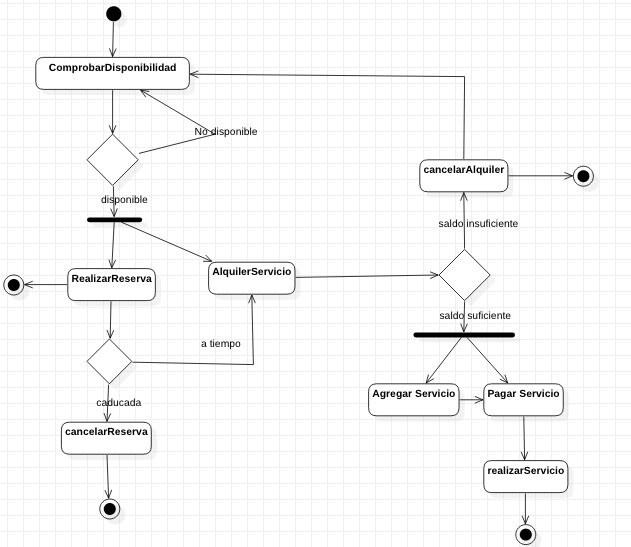 ComprobarDisponibilidad
No disponible
cancelarAlquiler
disponible
saldo insuficiente
RealizarReserva
AlquilerServicio
saldo suficiente
a tiempo
Agregar Servicio
Pagar Servicio
caducada
cancelarReserva
realizarServicio